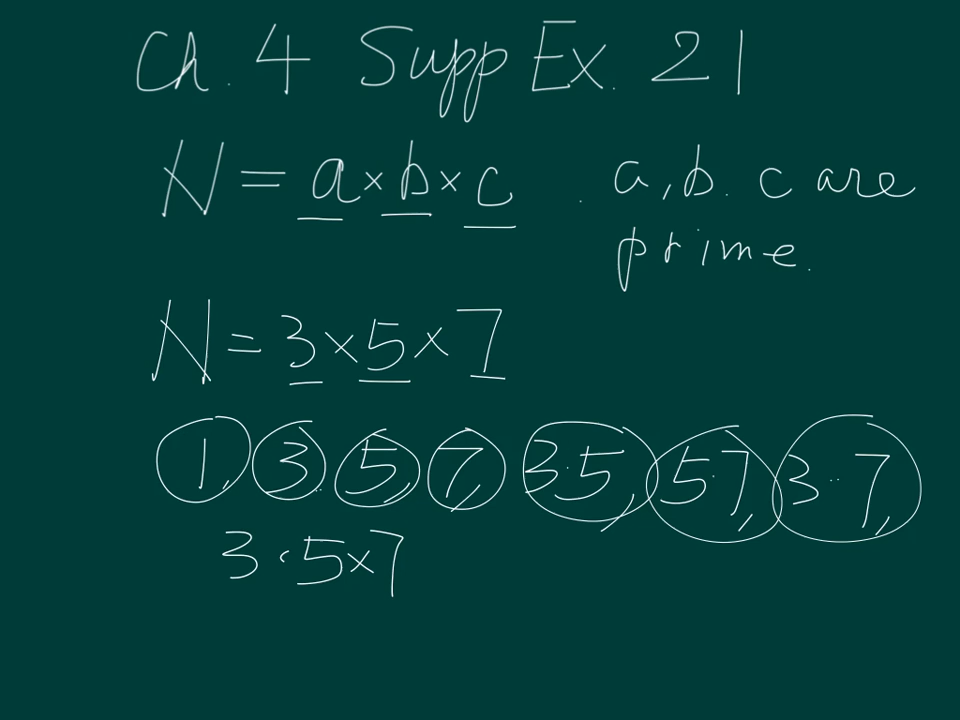 Ch. 4 Supp Ex. 21
N = a × b × c . a, b. c are
prime.
N = 3 × 5 × 7
1, 3, 5, 7, 3·5, 5·7, 3··7,
3·5×7